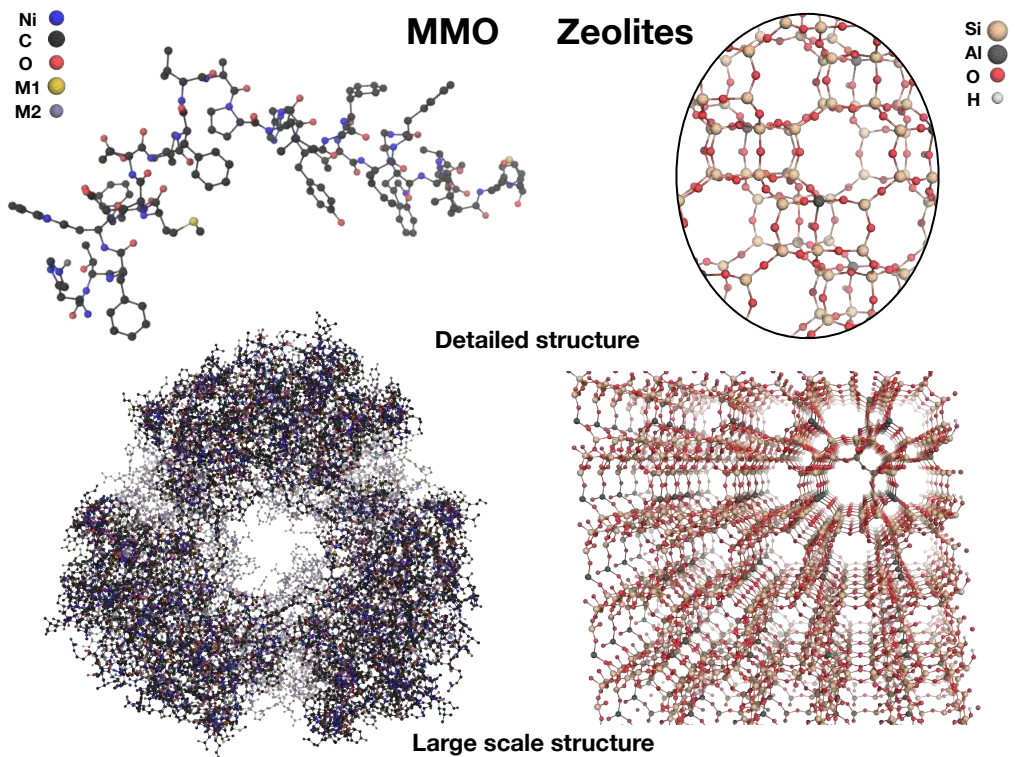 MMO
Zeolites
Ni
C
O
M1
M2
Si
Al
O
H
Detailed structure
Large scale structure